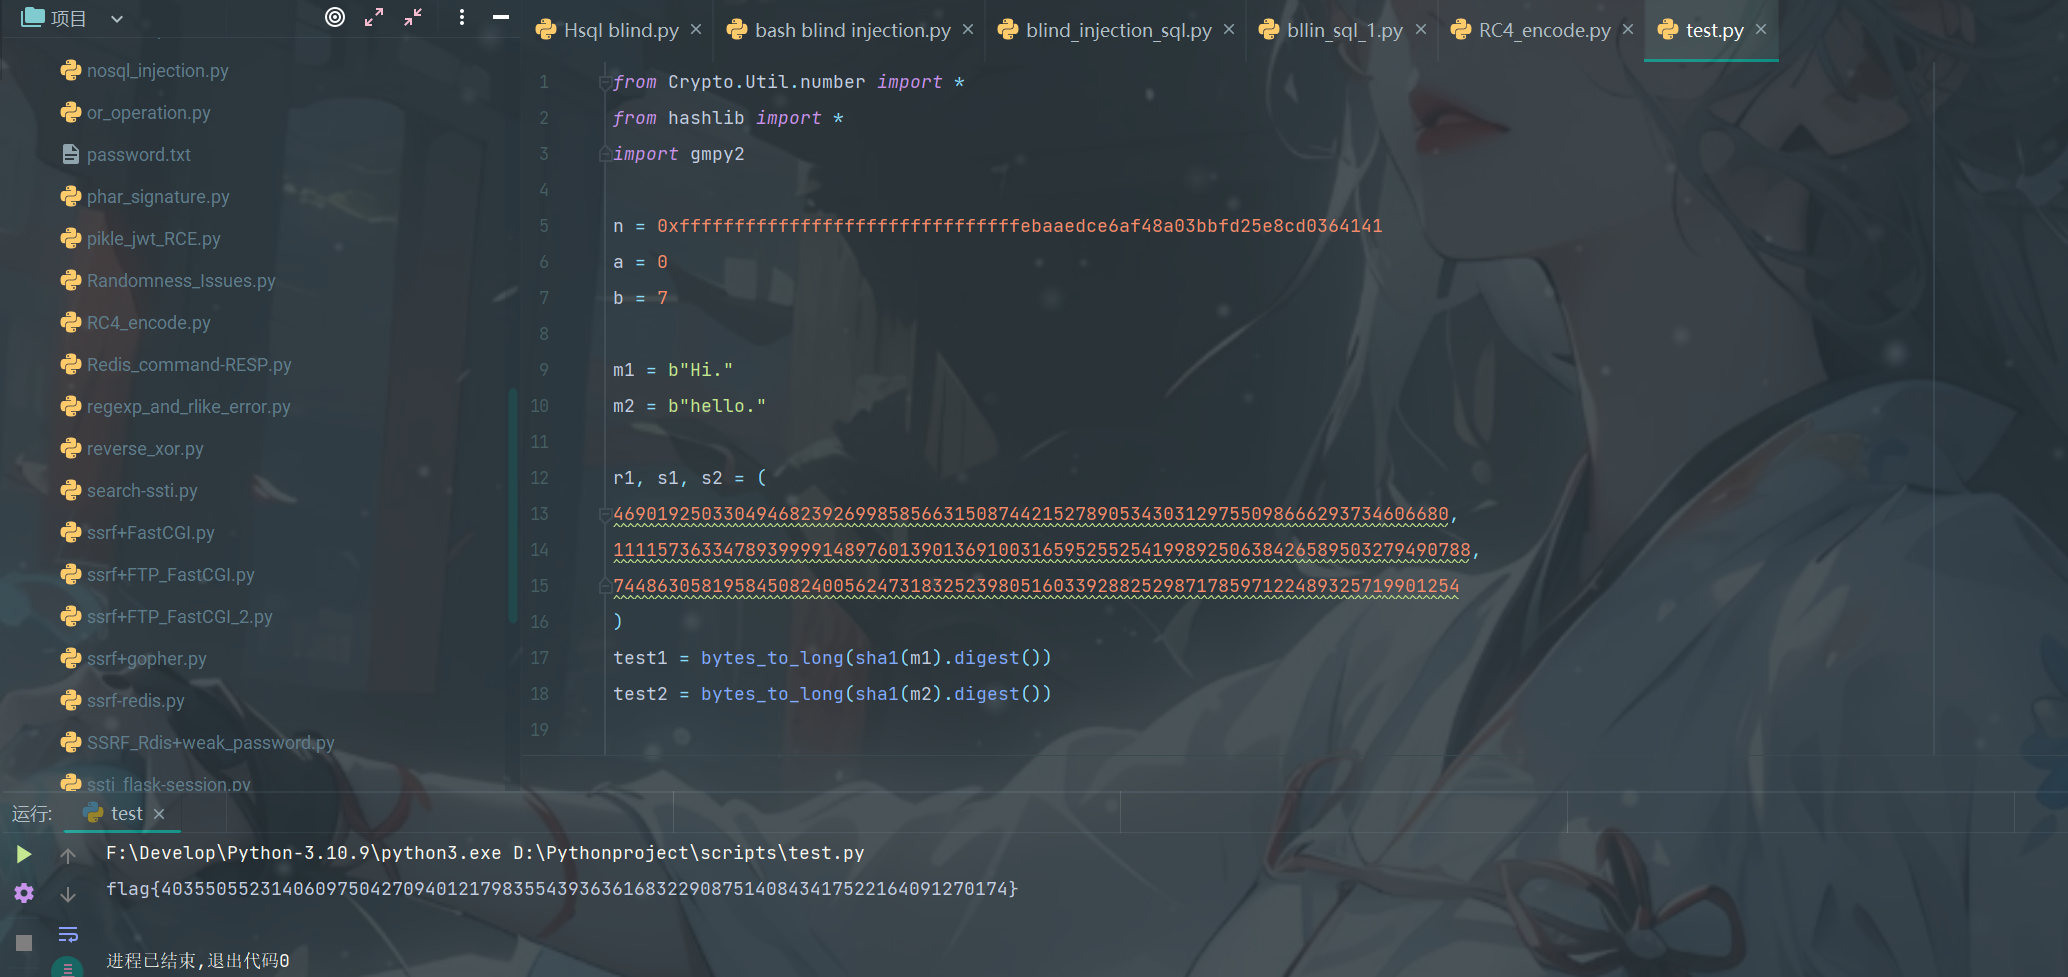 项目
nosql_injection.py
or_operation.py
password.txt
phar_signature.py
pikle_jwt_RCE.py
Randomness_Issues.py
RC4_encode.py
Redis_command-RESP.py
regexp_and_rlike_error.py
reverse_xor.py
search-ssti.py
ssrf+FastCGI.py
ssrf+FTP_FastCGI.py
ssrf+FTP_FastCGI_2.py
ssrf+gopher.py
ssrf-redis.py
SSRF_Rdis+weak_password.py
ssti_flask-session.py
Hsql blind.py
bash blind injection.py
blind_injection_sql.py
bllin_sql_1.py
RC4_encode.py
test.py
1 from Crypto.Util.number import *
2 from hashlib import *
3 import gmpy2
4
5 n = 0xfffffffffffffffffffffffffffffffebaaedce6af48a03bbfd25e8cd0364141
6 a = 0
7 b = 7
8
9 m1 = b"Hi."
10 m2 = b"hello."
11
12 r1, s1, s2 = (
13 4690192503304946823926998585663150874421527890534303129755098666293734606680,
14 111157363347893999914897601390136910031659525525419989250638426589503279490788,
15 74486305819584508240056247318325239805160339288252987178597122489325719901254
16 )
17 test1 = bytes_to_long(sha1(m1).digest())
18 test2 = bytes_to_long(sha1(m2).digest())
19
运行: test
F:\Develop\Python-3.10.9\python3.exe D:\Pythonproject\scripts\test.py
flag{40355055231406097504270940121798355439363616832290875140843417522164091270174}
进程已结束,退出代码0